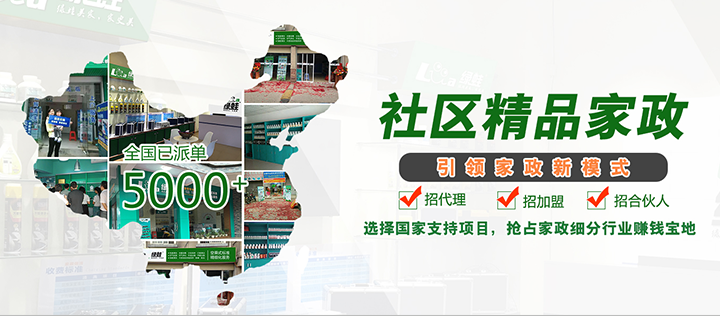 社区精品家政
引领家政新模式
招代理
招加盟
招合伙人
选择国家支持项目，抢占家政细分行业赚钱宝地
全国已派单
5000+
绿蛙